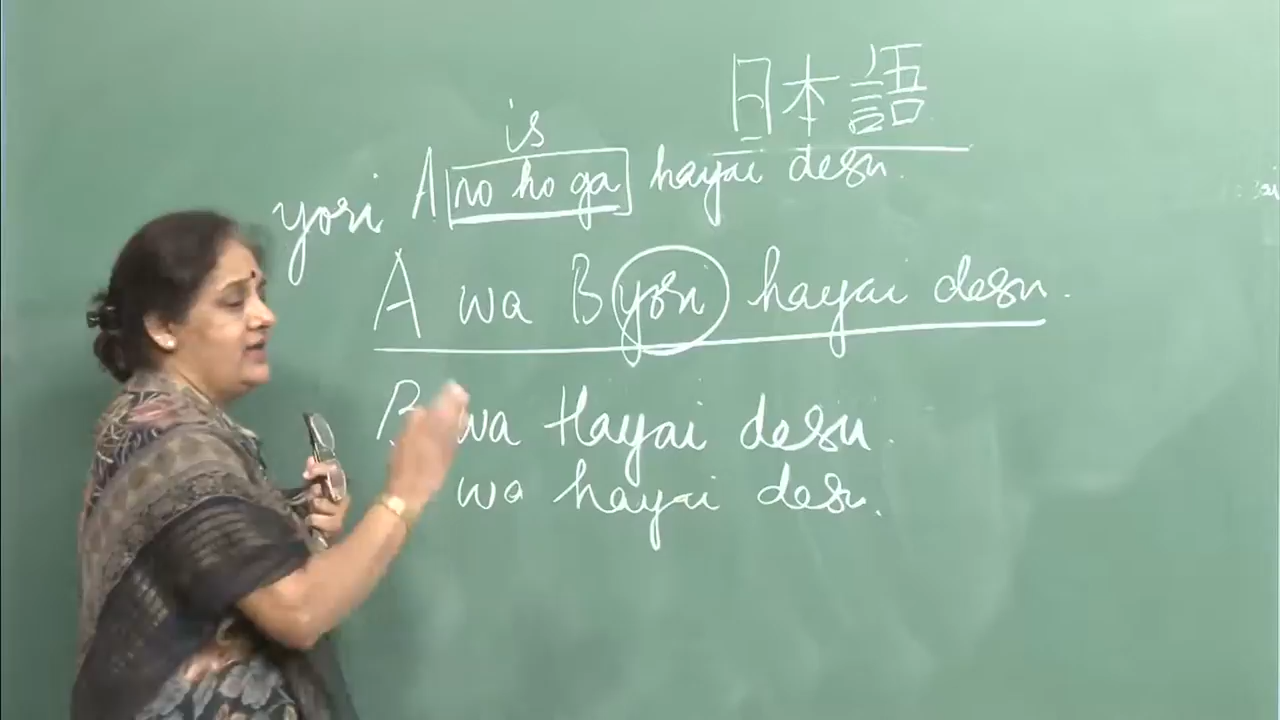 日本語
is
yori A no ho ga hayai desu.
A wa B yori hayai desu.
B wa Hayai desu.
wa hayai desu.